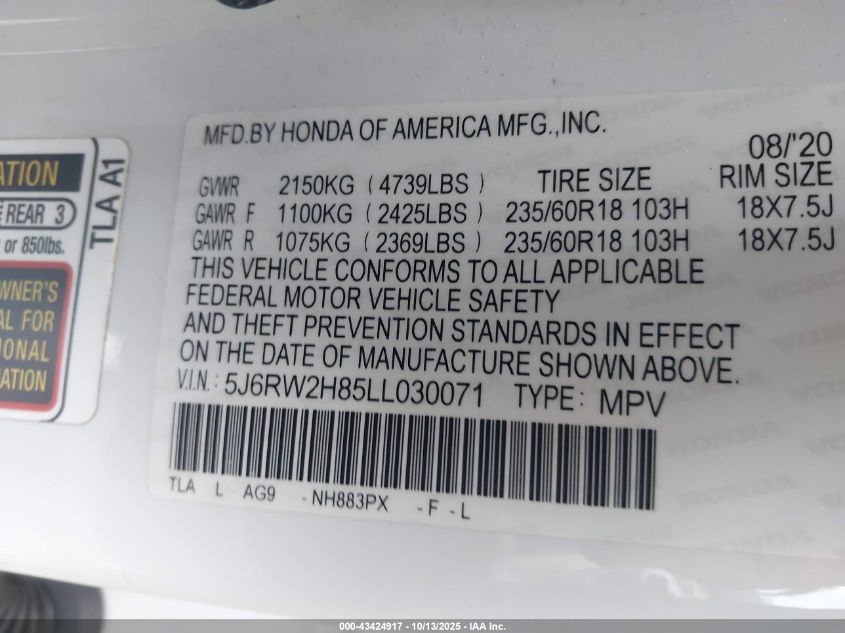 MFD.BY HONDA OF AMERICA MFG.,INC.
08/'20
GVWR 2150KG ( 4739LBS ) TIRE SIZE RIM SIZE
GAWR F 1100KG ( 2425LBS ) 235/60R18 103H 18X7.5J
GAWR R 1075KG ( 2369LBS ) 235/60R18 103H 18X7.5J
THIS VEHICLE CONFORMS TO ALL APPLICABLE
FEDERAL MOTOR VEHICLE SAFETY
AND THEFT PREVENTION STANDARDS IN EFFECT
ON THE DATE OF MANUFACTURE SHOWN ABOVE.
V.I.N.: 5J6RW2H85LL030071 TYPE: MPV
TLA L AG9 - NH883PX - F - L
ATION
REAR 3
or 850lbs.
TLA A1
WNER'S
AL FOR
IONAL
MATION
HONDA
000-43424917 - 10/13/2025 - IAA Inc.